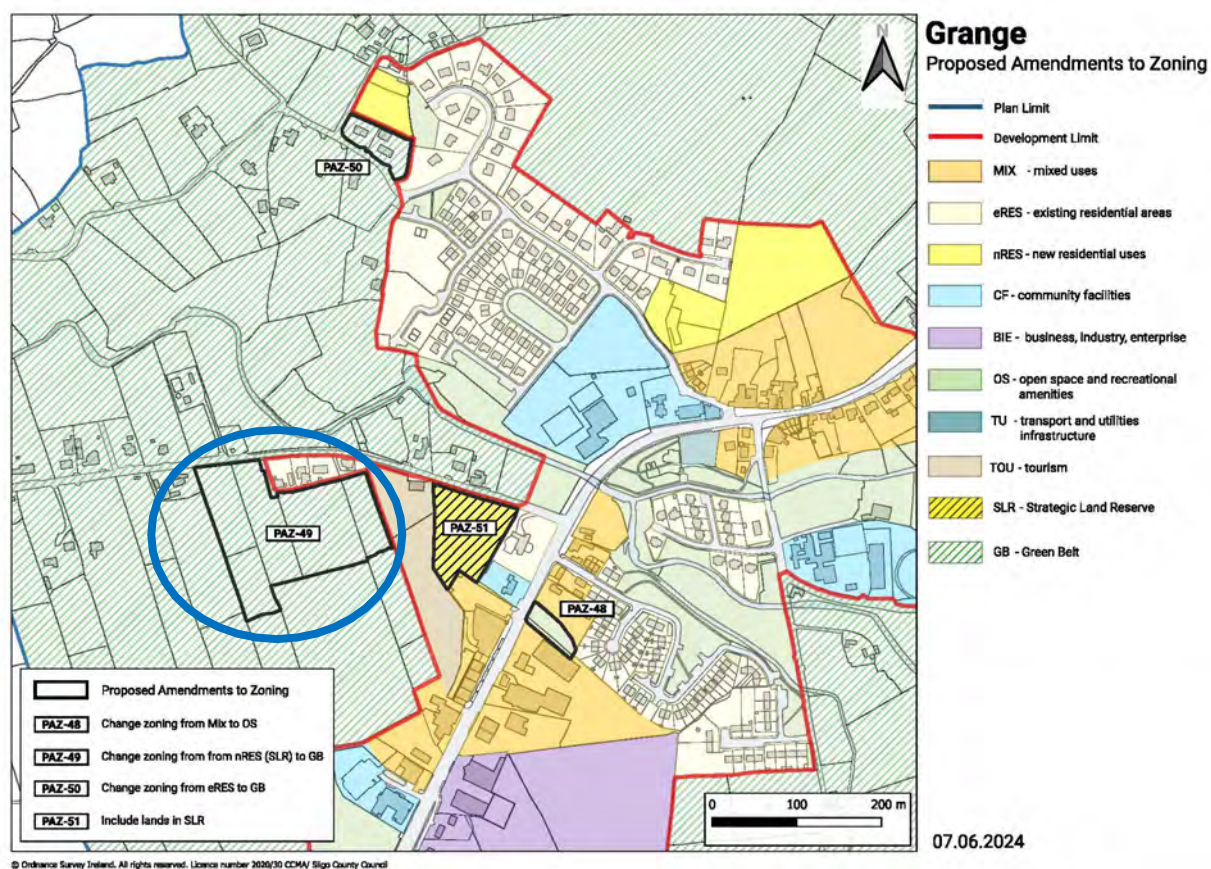 Grange
Proposed Amendments to Zoning
N
Plan Limit
Development Limit
MIX - mixed uses
eRES - existing residential areas
nRES - new residential uses
CF - community facilities
BIE - business, industry, enterprise
OS - open space and recreational
amenities
TU - transport and utilities
infrastructure
TOU - tourism
SLR - Strategic Land Reserve
GB - Green Belt
PAZ-50
PAZ-49
PAZ-51
PAZ-48
Proposed Amendments to Zoning
PAZ-48 Change zoning from Mix to OS
PAZ-49 Change zoning from from nRES (SLR) to GB
PAZ-50 Change zoning from eRES to GB
PAZ-51 Include lands in SLR
0 100 200 m
07.06.2024
© Ordnance Survey Ireland. All rights reserved. Licence number 2020/30 CCMA/ Sligo County Council